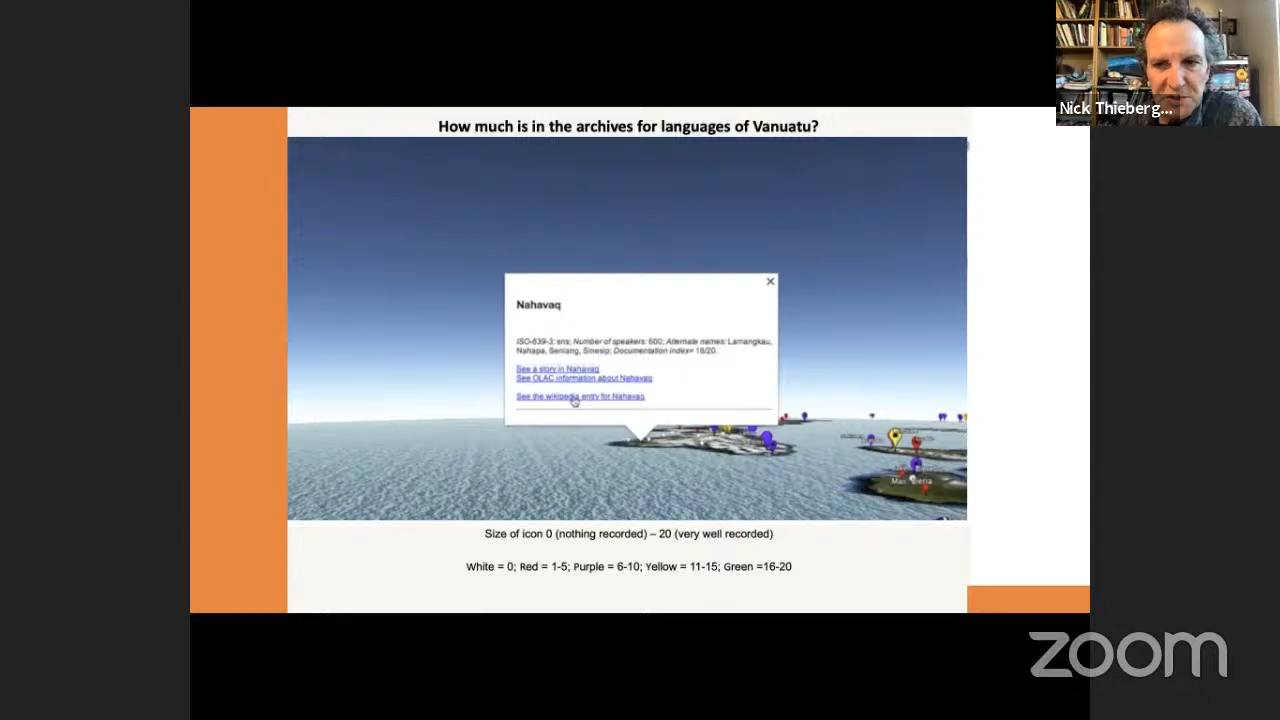 Nick Thieberg...
How much is in the archives for languages of Vanuatu?
Nahavaq
ISO-639-3: sns; Number of speakers: 600; Alternate names: Lamangkau,
Nahapa, Seniang, Sinesip; Documentation index= 16/20.
See a story in Nahavaq
See OLAC information about Nahavaq
See the wikipedia entry for Nahavaq
Size of icon 0 (nothing recorded) – 20 (very well recorded)
White = 0; Red = 1-5; Purple = 6-10; Yellow = 11-15; Green =16-20
zoom